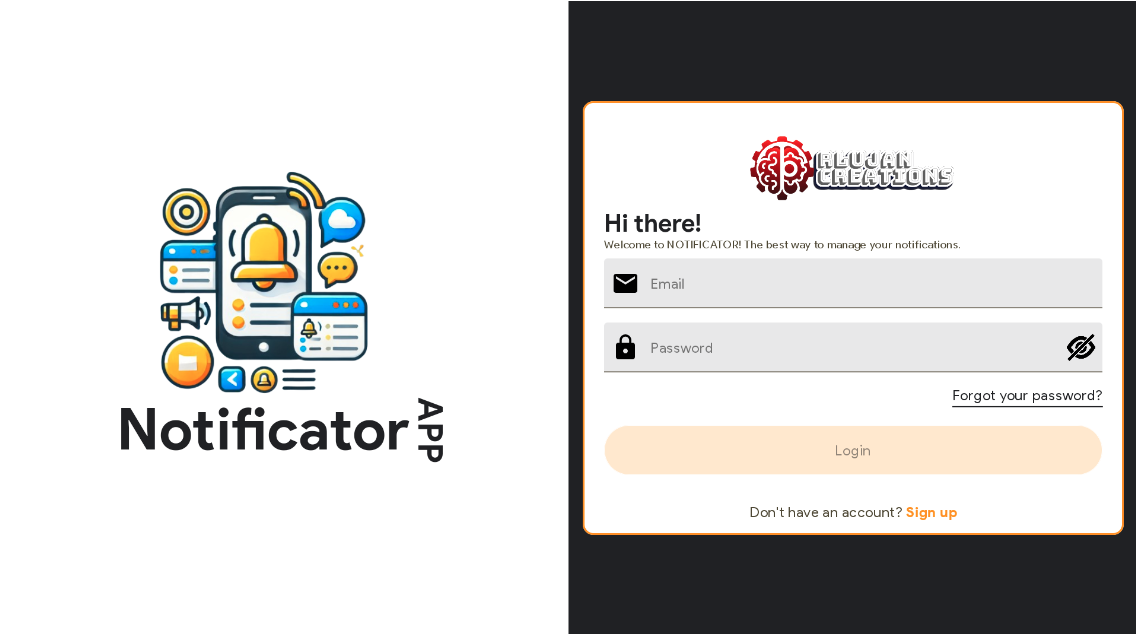 Notificator
APP
ALUJAN
CREATIONS
Hi there!
Welcome to NOTIFICATOR! The best way to manage your notifications.
Email
Password
Forgot your password?
Login
Don't have an account? Sign up